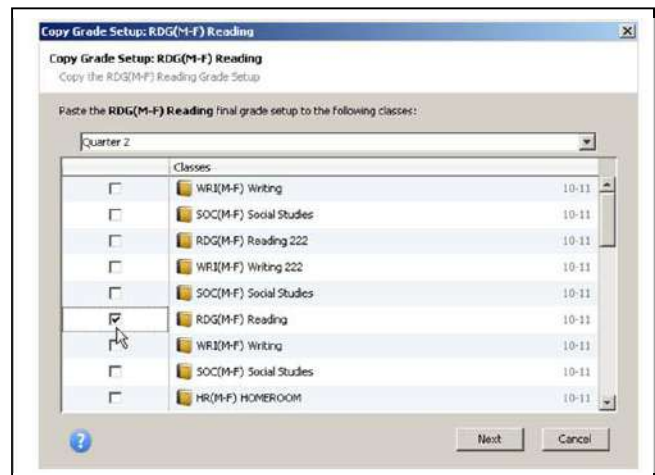 Copy Grade Setup: RDG(M-F) Reading
Copy Grade Setup: RDG(M-F) Reading
Copy the RDG(M-F) Reading Grade Setup
Paste the RDG(M-F) Reading final grade setup to the following classes:
Quarter 2
Classes
WRI(M-F) Writing 10-11
SOC(M-F) Social Studies 10-11
RDG(M-F) Reading 222 10-11
WRI(M-F) Writing 222 10-11
SOC(M-F) Social Studies 10-11
RDG(M-F) Reading 10-11
WRI(M-F) Writing 10-11
SOC(M-F) Social Studies 10-11
HR(M-F) HOMEROOM 10-11
? Next Cancel